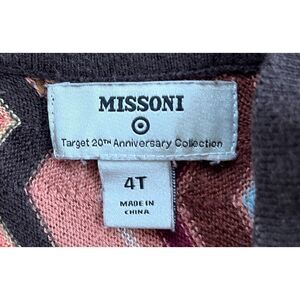 MISSONI
Target 20TH Anniversary Collection
4T
MADE IN
CHINA